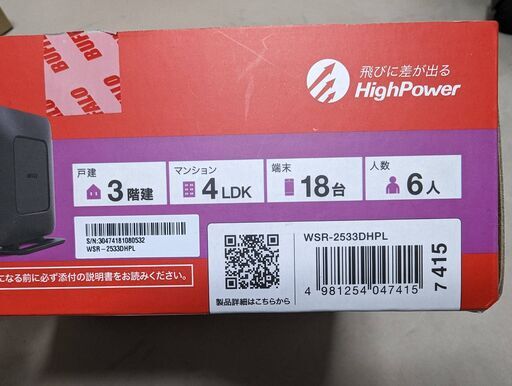 BUFFALO
BUFFALO
飛びに差が出る
HighPower
戸建
3階建
マンション
4LDK
端末
18台
人数
6人
S/N:30474181080532
WSR-2533DHPL
製品詳細はこちらから
WSR-2533DHPL
4 981254 047415
7415
になる前に必ず添付の説明書をお読みください。